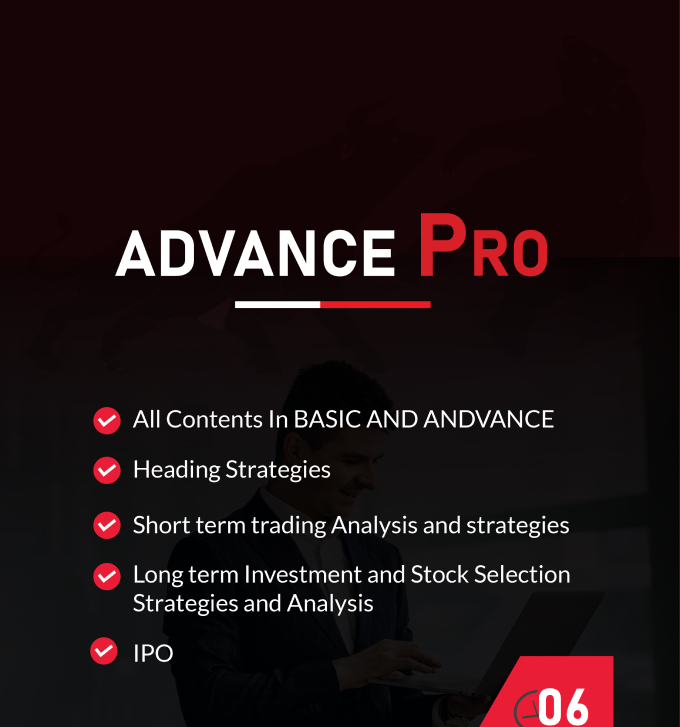 ADVANCE PRO
All Contents In BASIC AND ANDVANCE
Heading Strategies
Short term trading Analysis and strategies
Long term Investment and Stock Selection
Strategies and Analysis
IPO
06